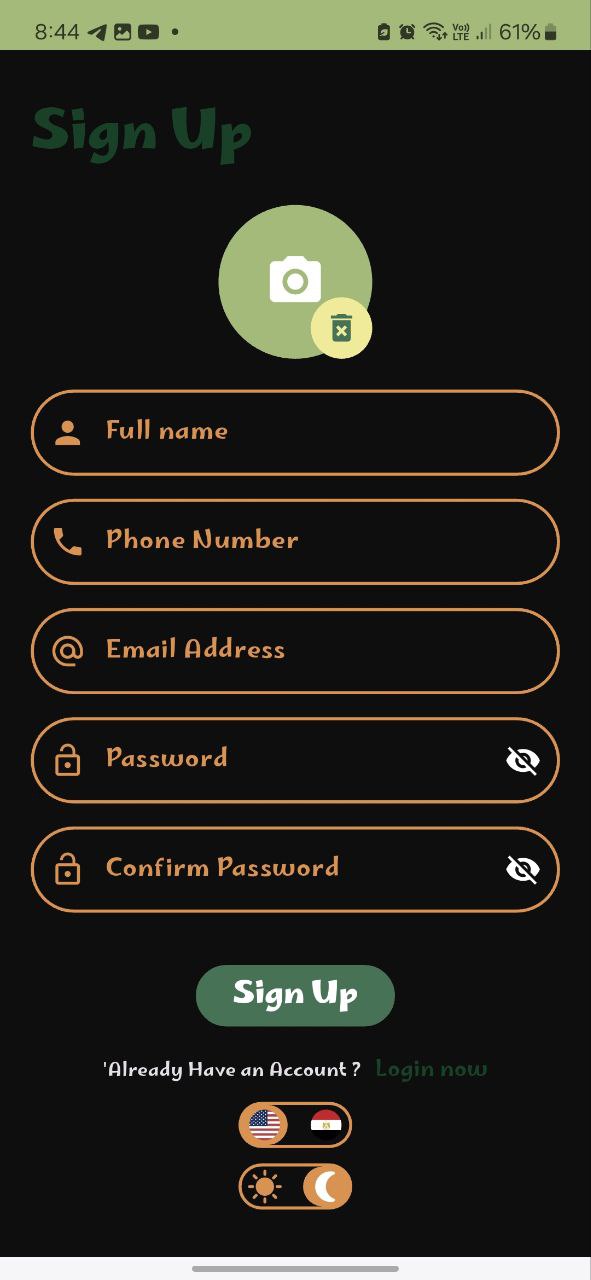 8:44
Vo)) LTE 61%
Sign Up
Full name
Phone Number
Email Address
Password
Confirm Password
Sign Up
'Already Have an Account ? Login now